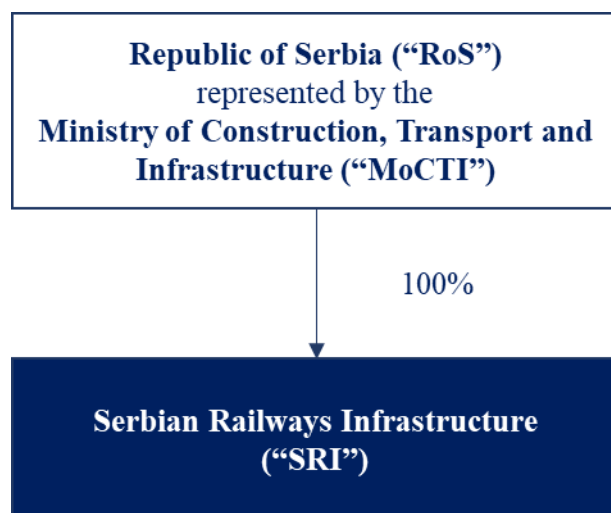 Republic of Serbia (“RoS”)
represented by the
Ministry of Construction, Transport and
Infrastructure (“MoCTI”)
100%
Serbian Railways Infrastructure
(“SRI”)